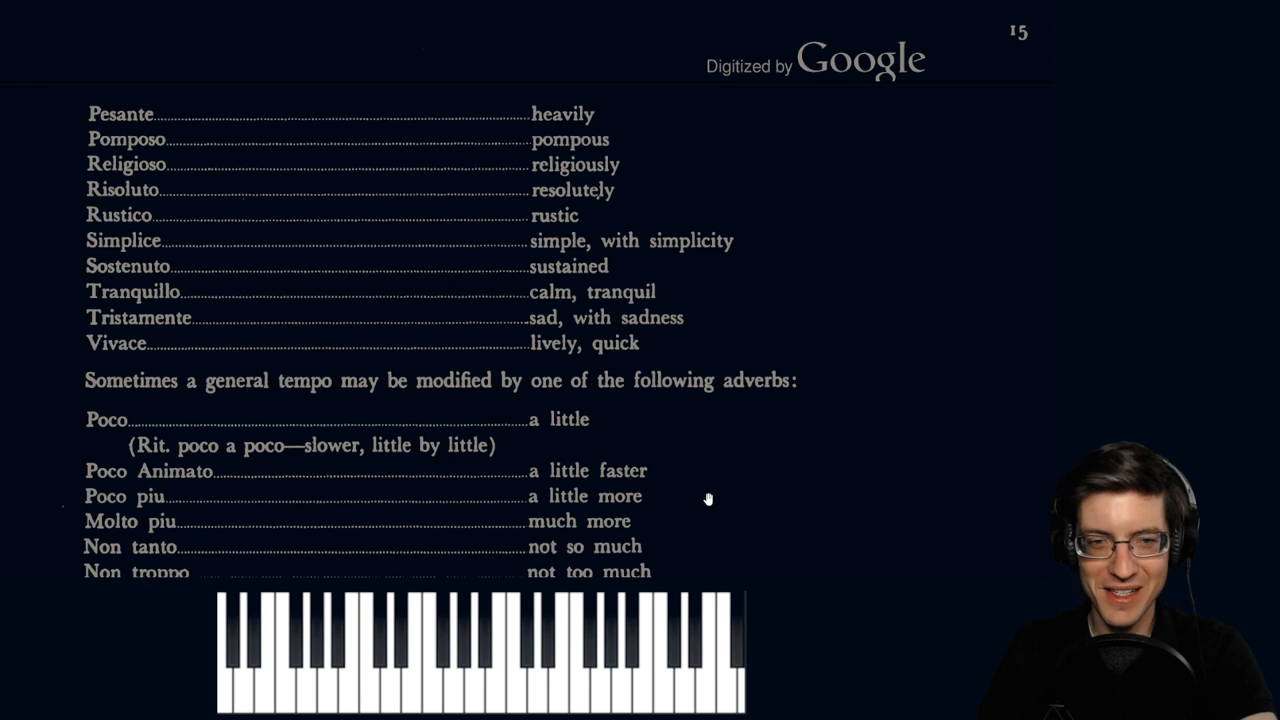 15
Digitized by Google
Pesante heavily
Pomposo pompous
Religioso religiously
Risoluto resolutely
Rustico rustic
Simplice simple, with simplicity
Sostenuto sustained
Tranquillo calm, tranquil
Tristamente sad, with sadness
Vivace lively, quick
Sometimes a general tempo may be modified by one of the following adverbs:
Poco a little
(Rit. poco a poco—slower, little by little)
Poco Animato a little faster
Poco piu a little more
Molto piu much more
Non tanto not so much
Non troppo not too much